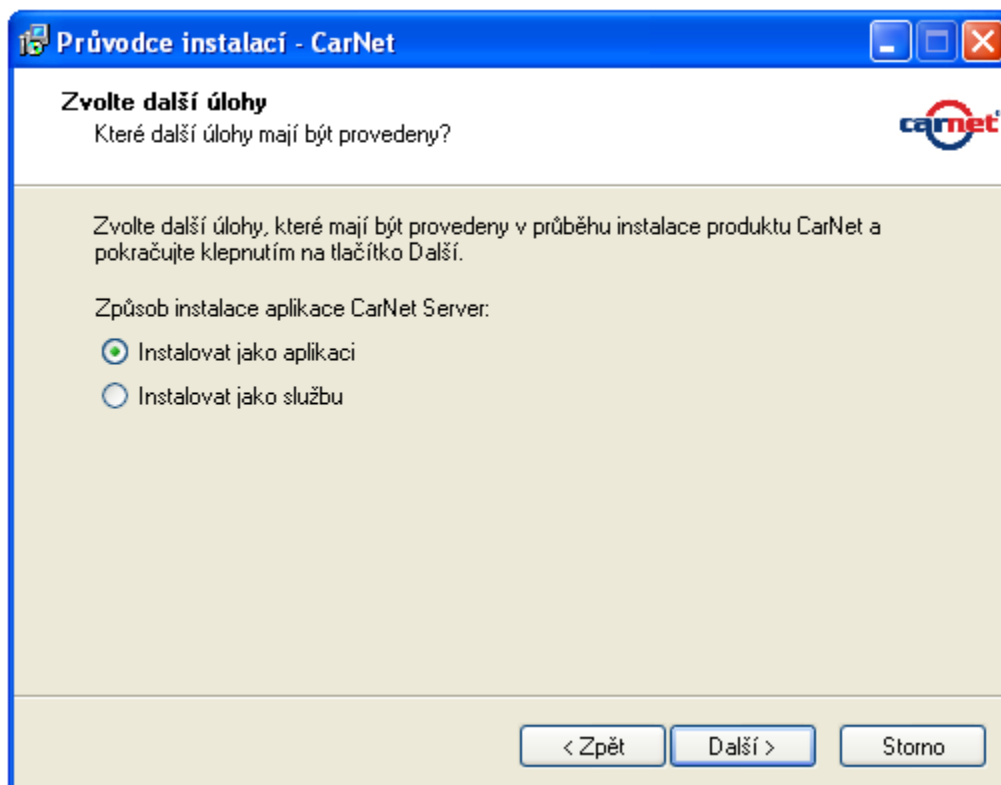 Průvodce instalací - CarNet
Zvolte další úlohy
Které další úlohy mají být provedeny?
carnet
Zvolte další úlohy, které mají být provedeny v průběhu instalace produktu CarNet a
pokračujte klepnutím na tlačítko Další.
Způsob instalace aplikace CarNet Server:
Instalovat jako aplikaci
Instalovat jako službu
< Zpět
Další >
Storno